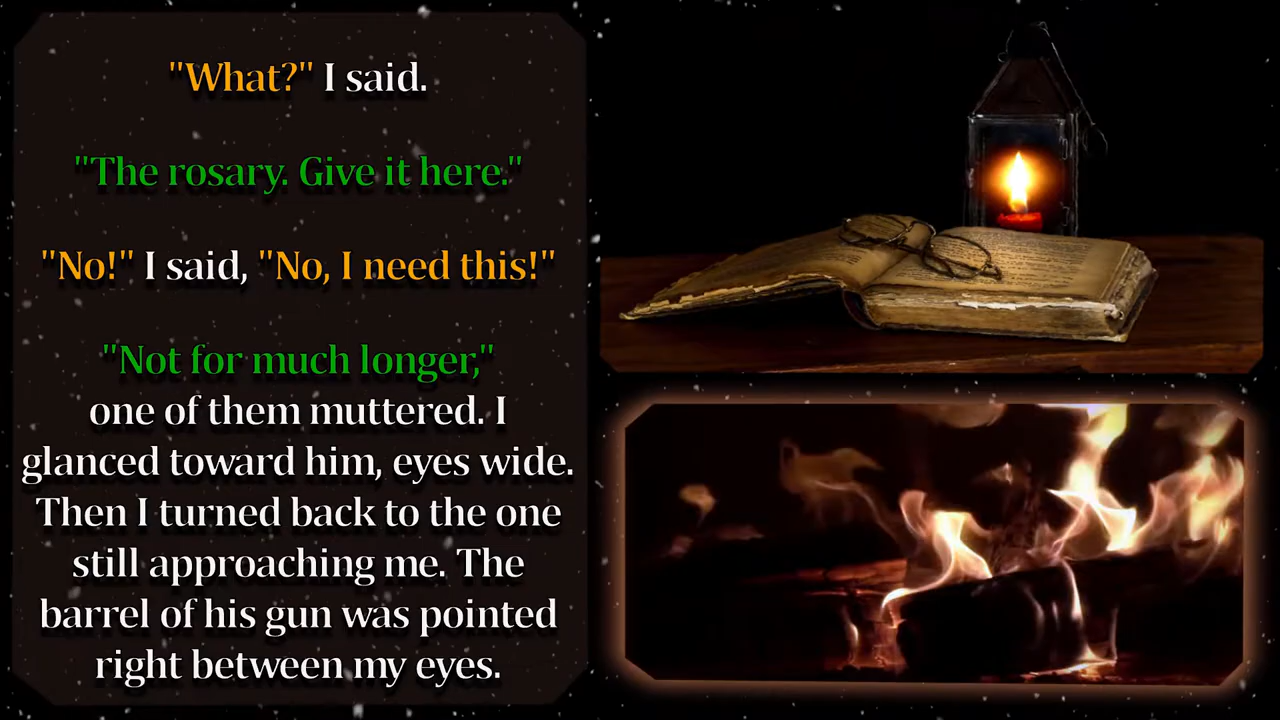 "What?" I said.
"The rosary. Give it here."
"No!" I said, "No, I need this!"
"Not for much longer,"
one of them muttered. I
glanced toward him, eyes wide.
Then I turned back to the one
still approaching me. The
barrel of his gun was pointed
right between my eyes.